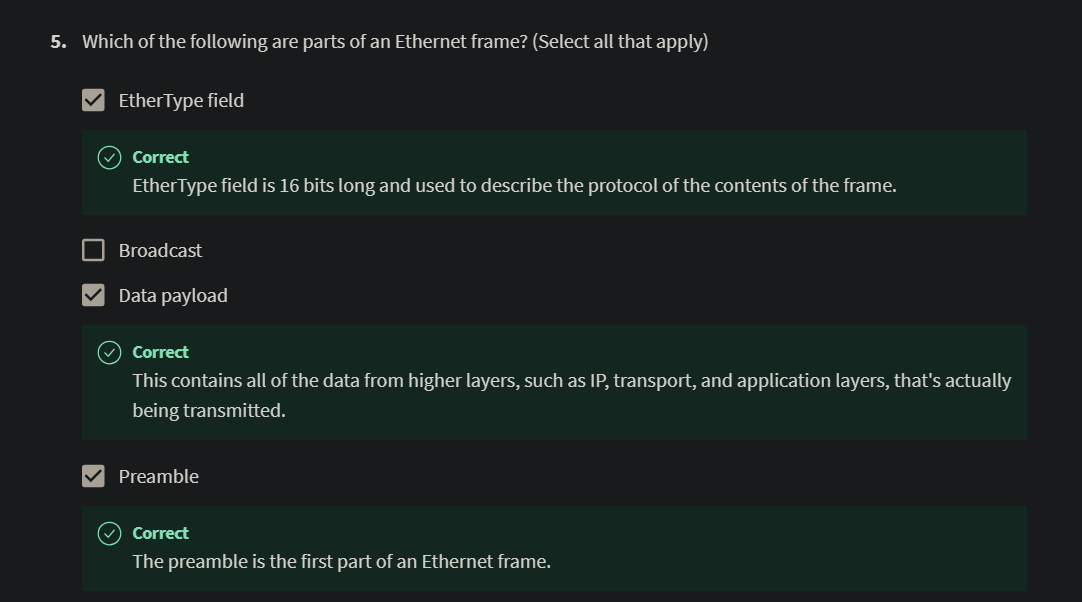 5. Which of the following are parts of an Ethernet frame? (Select all that apply)
EtherType field
Correct
EtherType field is 16 bits long and used to describe the protocol of the contents of the frame.
Broadcast
Data payload
Correct
This contains all of the data from higher layers, such as IP, transport, and application layers, that's actually
being transmitted.
Preamble
Correct
The preamble is the first part of an Ethernet frame.